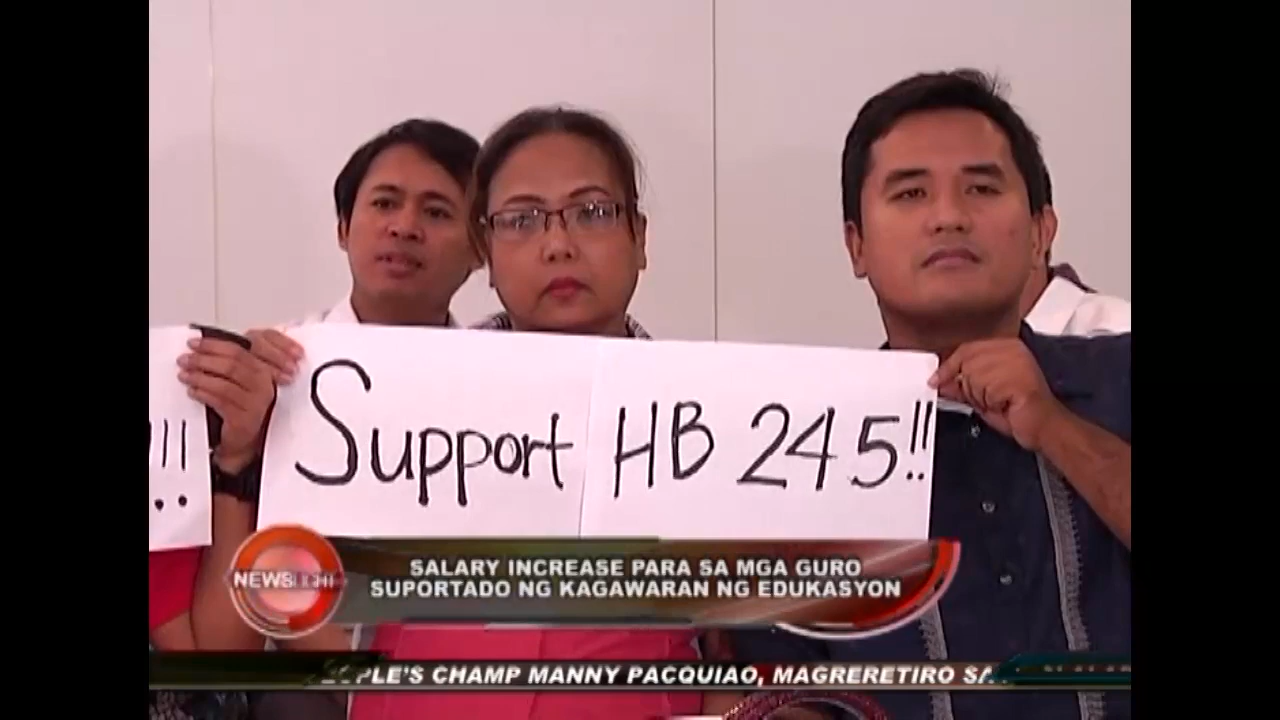 !!!
Support HB 245!!
NEWSLIGHT
SALARY INCREASE PARA SA MGA GURO
SUPORTADO NG KAGAWARAN NG EDUKASYON
PEOPLE'S CHAMP MANNY PACQUIAO, MAGRERETIRO SA